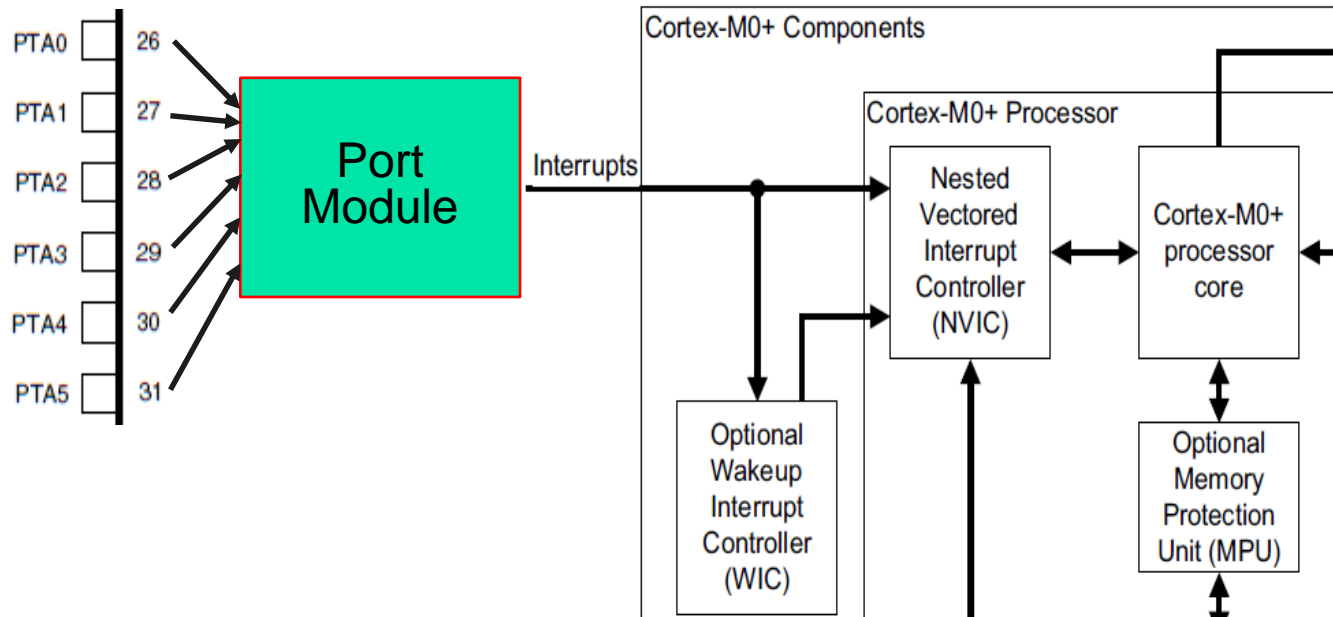 PTA0
26
PTA1
27
PTA2
28
PTA3
29
PTA4
30
PTA5
31
Port
Module
Interrupts
Cortex-M0+ Components
Cortex-M0+ Processor
Nested
Vectored
Interrupt
Controller
(NVIC)
Cortex-M0+
processor
core
Optional
Wakeup
Interrupt
Controller
(WIC)
Optional
Memory
Protection
Unit (MPU)